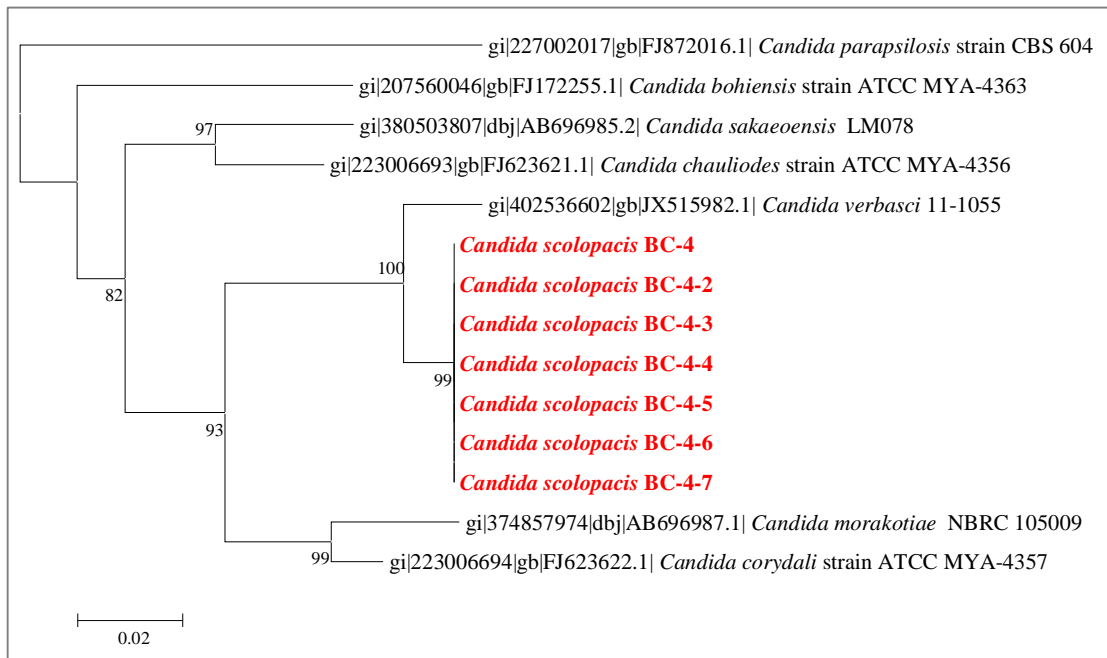 gi|227002017|gb|FJ872016.1| Candida parapsilosis strain CBS 604
gi|207560046|gb|FJ172255.1| Candida bohiensis strain ATCC MYA-4363
97
gi|380503807|dbj|AB696985.2| Candida sakaeoensis LM078
gi|223006693|gb|FJ623621.1| Candida chauliodes strain ATCC MYA-4356
gi|402536602|gb|JX515982.1| Candida verbasci 11-1055
Candida scolopacis BC-4
100
Candida scolopacis BC-4-2
82
Candida scolopacis BC-4-3
Candida scolopacis BC-4-4
99
Candida scolopacis BC-4-5
93
Candida scolopacis BC-4-6
Candida scolopacis BC-4-7
gi|374857974|dbj|AB696987.1| Candida morakotiae NBRC 105009
99
gi|223006694|gb|FJ623622.1| Candida corydali strain ATCC MYA-4357
0.02